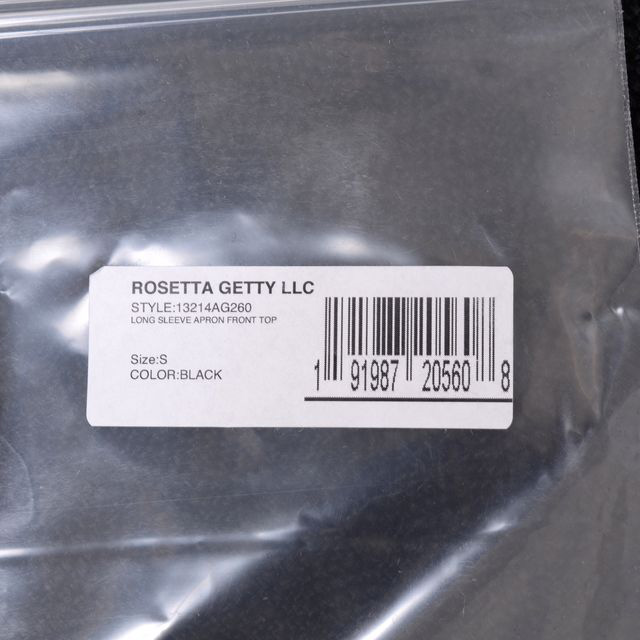 ROSETTA GETTY LLC
STYLE:13214AG260
LONG SLEEVE APRON FRONT TOP
Size:S
COLOR:BLACK
1 91987 20560 8